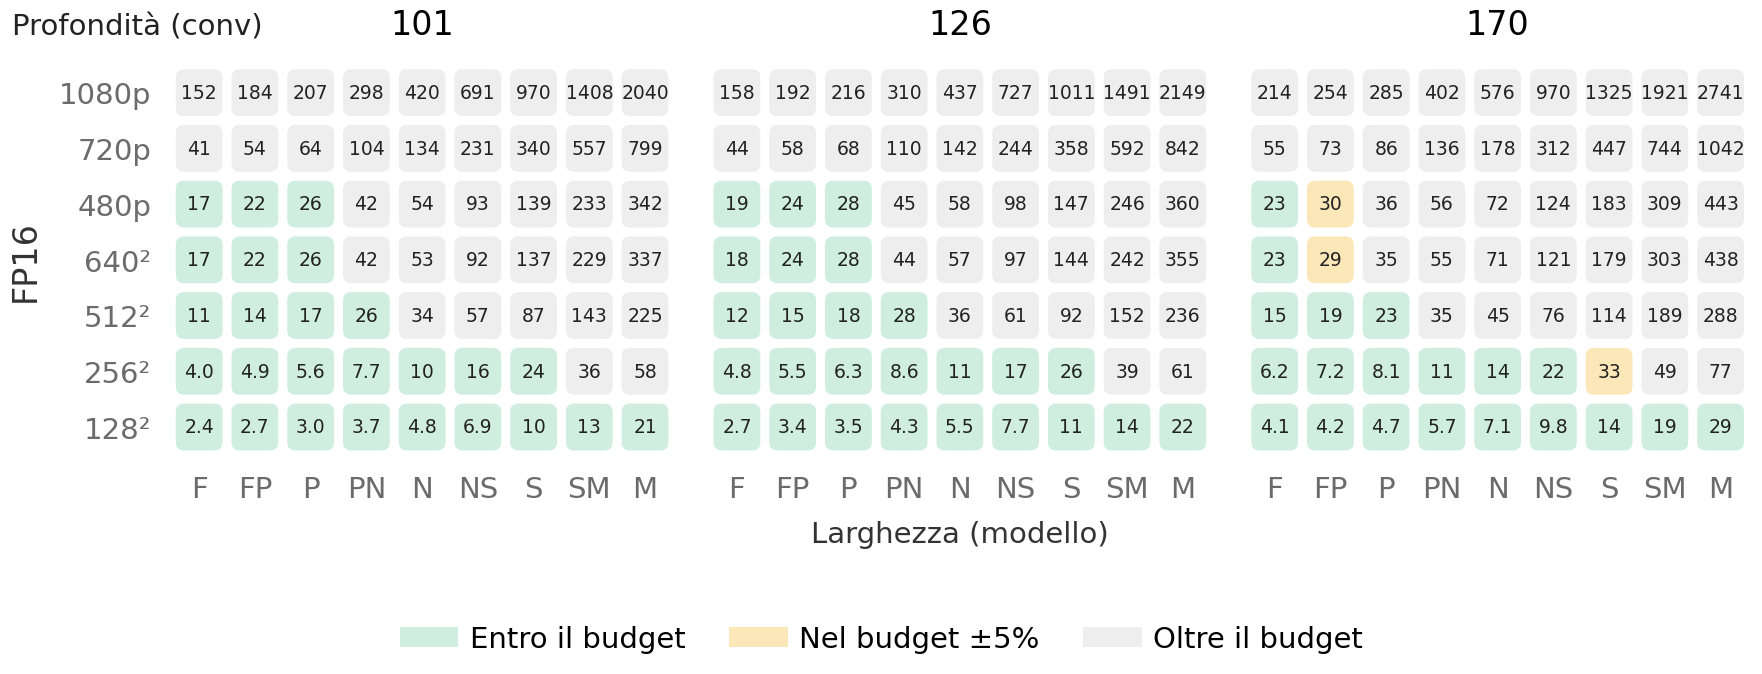 Profondità (conv) 101 126 170
1080p 152 184 207 298 420 691 970 1408 2040 158 192 216 310 437 727 1011 1491 2149 214 254 285 402 576 970 1325 1921 2741
720p 41 54 64 104 134 231 340 557 799 44 58 68 110 142 244 358 592 842 55 73 86 136 178 312 447 744 1042
480p 17 22 26 42 54 93 139 233 342 19 24 28 45 58 98 147 246 360 23 30 36 56 72 124 183 309 443
640² 17 22 26 42 53 92 137 229 337 18 24 28 44 57 97 144 242 355 23 29 35 55 71 121 179 303 438
512² 11 14 17 26 34 57 87 143 225 12 15 18 28 36 61 92 152 236 15 19 23 35 45 76 114 189 288
256² 4.0 4.9 5.6 7.7 10 16 24 36 58 4.8 5.5 6.3 8.6 11 17 26 39 61 6.2 7.2 8.1 11 14 22 33 49 77
128² 2.4 2.7 3.0 3.7 4.8 6.9 10 13 21 2.7 3.4 3.5 4.3 5.5 7.7 11 14 22 4.1 4.2 4.7 5.7 7.1 9.8 14 19 29
FP16
F FP P PN N NS S SM M F FP P PN N NS S SM M F FP P PN N NS S SM M
Larghezza (modello)
Entro il budget Nel budget ±5% Oltre il budget